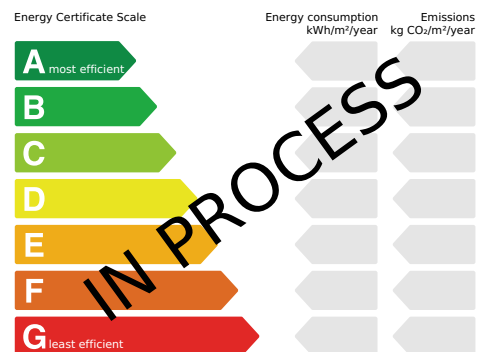 Energy Certificate Scale
Energy consumption
kWh/m²/year
Emissions
kg CO₂/m²/year
A most efficient
B
C
D
E
F
G least efficient
IN PROCESS